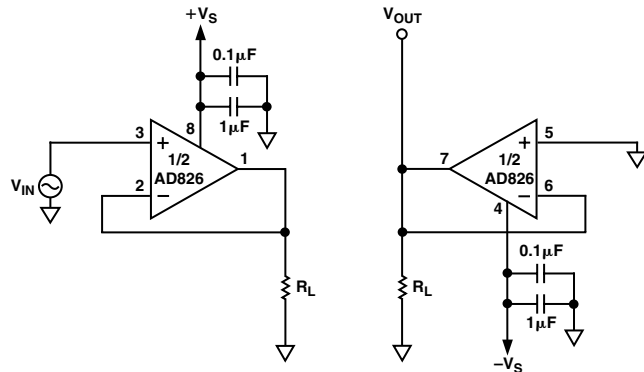 +VS
0.1µF
1µF
3
8
+
1/2
AD826
1
2
−
VIN
RL
VOUT
5
+
7
1/2
AD826
6
−
4
0.1µF
1µF
RL
−VS